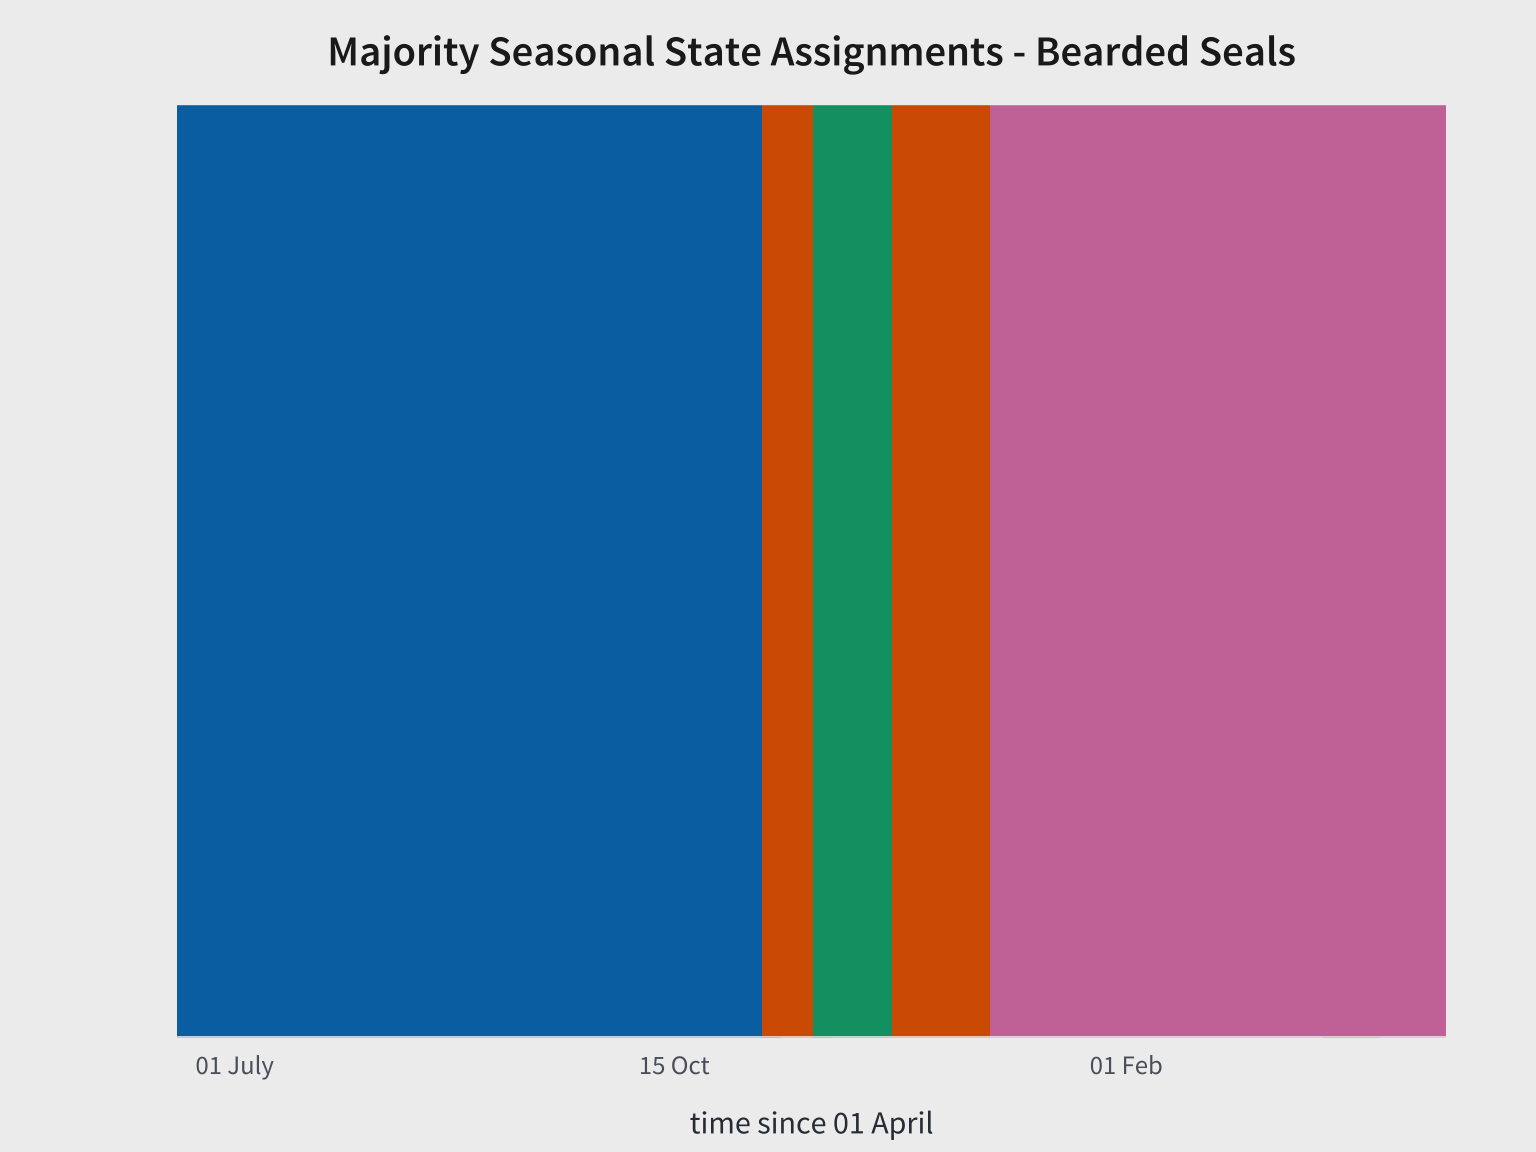 Majority Seasonal State Assignments - Bearded Seals
01 July
15 Oct
01 Feb
time since 01 April